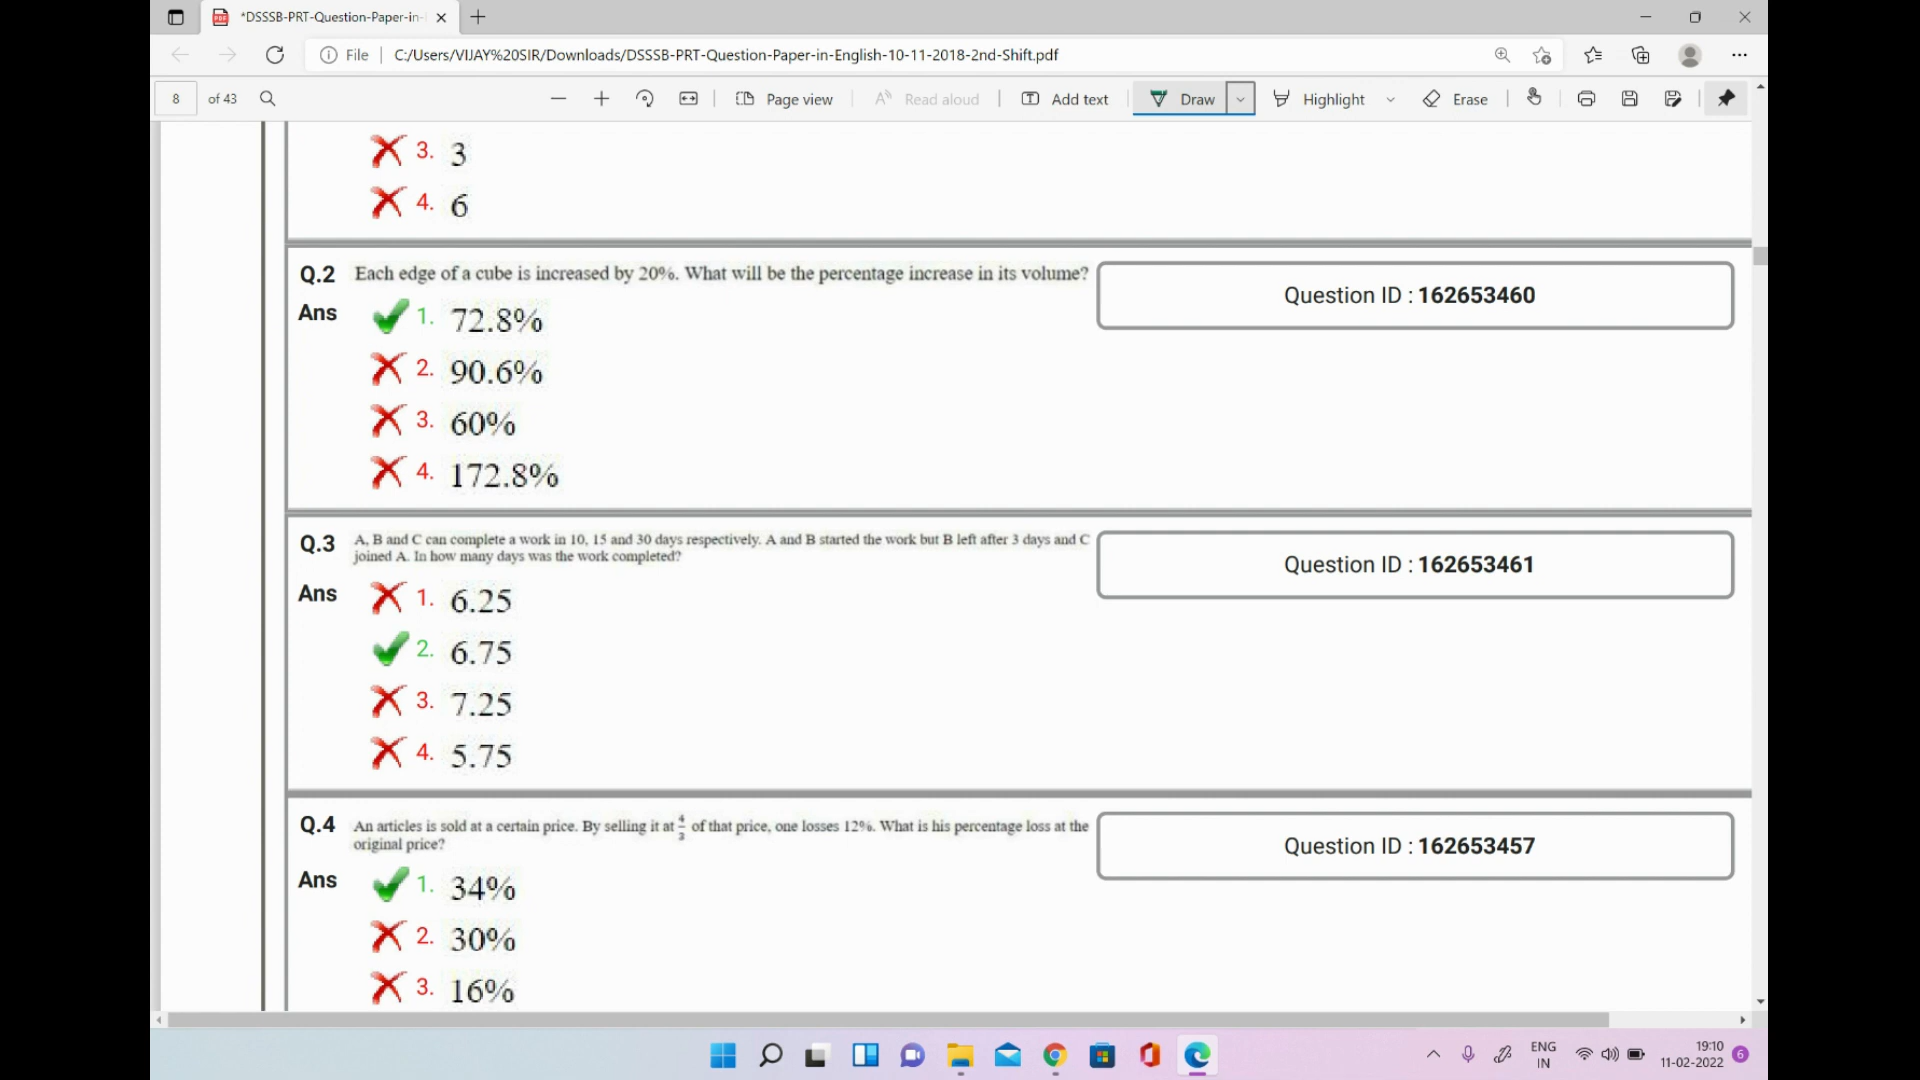 *DSSSB-PRT-Question-Paper-in-
File
C:/Users/VIJAY%20SIR/Downloads/DSSSB-PRT-Question-Paper-in-English-10-11-2018-2nd-Shift.pdf
8 of 43
Page view
Read aloud
Add text
Draw
Highlight
Erase
3. 3
4. 6
Q.2 Each edge of a cube is increased by 20%. What will be the percentage increase in its volume?
Question ID : 162653460
Ans 1. 72.8%
2. 90.6%
3. 60%
4. 172.8%
Q.3 A, B and C can complete a work in 10, 15 and 30 days respectively. A and B started the work but B left after 3 days and C
joined A. In how many days was the work completed?
Question ID : 162653461
Ans 1. 6.25
2. 6.75
3. 7.25
4. 5.75
Q.4 An articles is sold at a certain price. By selling it at 4/3 of that price, one losses 12%. What is his percentage loss at the
original price?
Question ID : 162653457
Ans 1. 34%
2. 30%
3. 16%
ENG
IN
19:10
11-02-2022
6